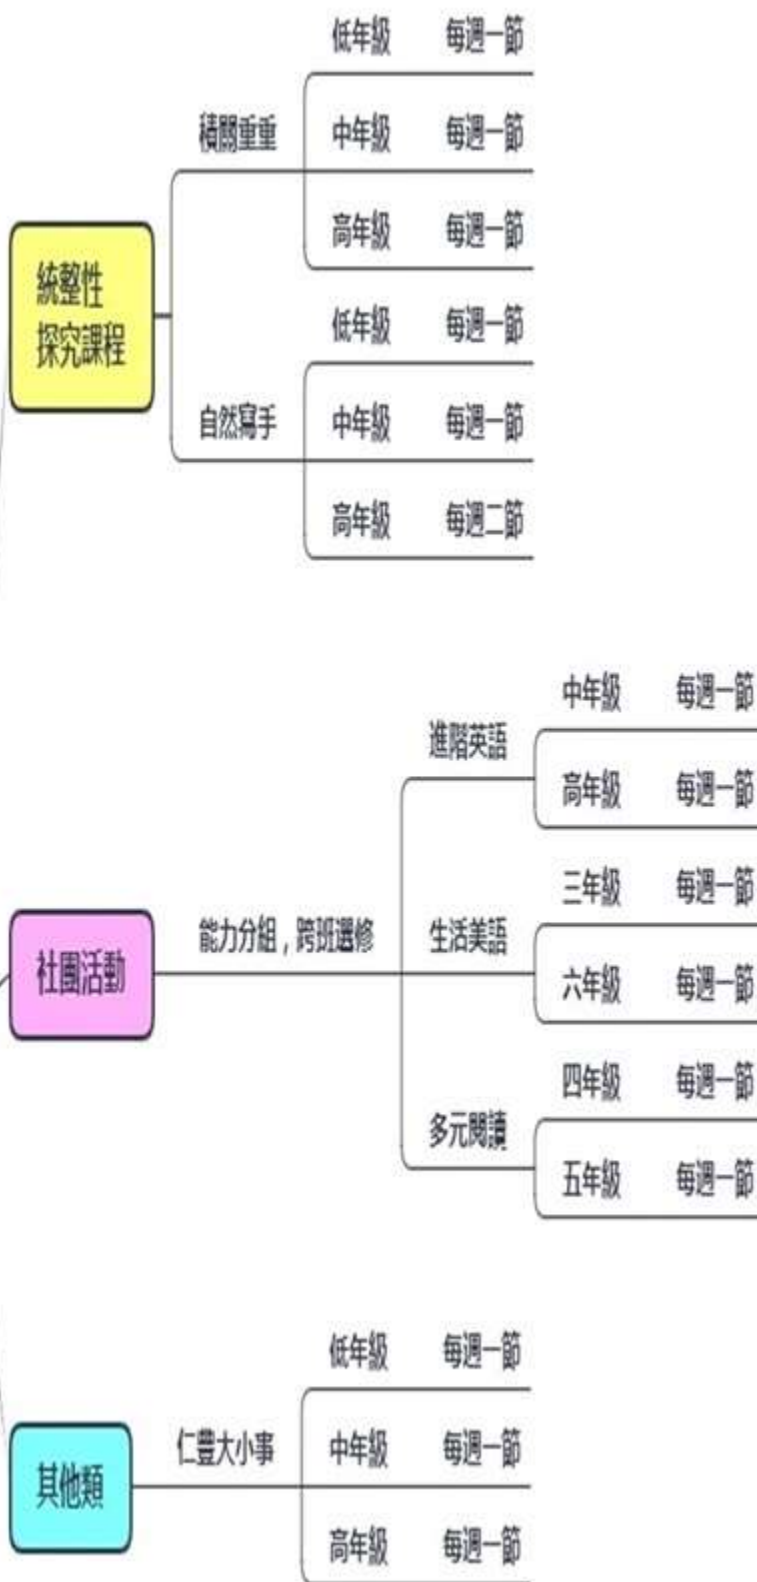 統整性
探究課程
積關重重
低年級 每週一節
中年級 每週一節
高年級 每週一節
自然寫手
低年級 每週一節
中年級 每週一節
高年級 每週二節
社團活動
能力分組，跨班選修
進階英語
中年級 每週一節
高年級 每週一節
生活美語
三年級 每週一節
六年級 每週一節
多元閱讀
四年級 每週一節
五年級 每週一節
其他類
仁豐大小事
低年級 每週一節
中年級 每週一節
高年級 每週一節